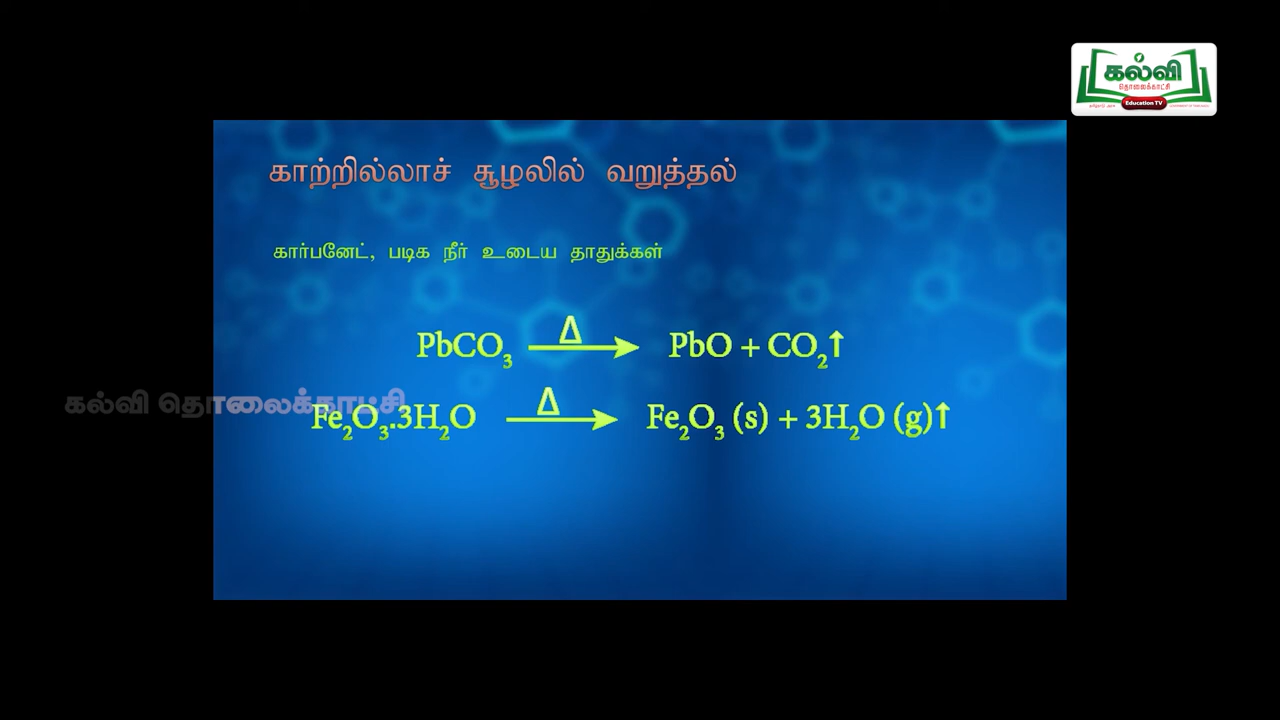 கல்வி
தொலைக்காட்சி
Education TV
காற்றில்லாச் சூழலில் வறுத்தல்
கார்பனேட், படிக நீர் உடைய தாதுக்கள்
PbCO₃ Δ⟶ PbO + CO₂↑
கல்வி தொலைக்காட்சி
Fe₂O₃.3H₂O Δ⟶ Fe₂O₃ (s) + 3H₂O (g)↑